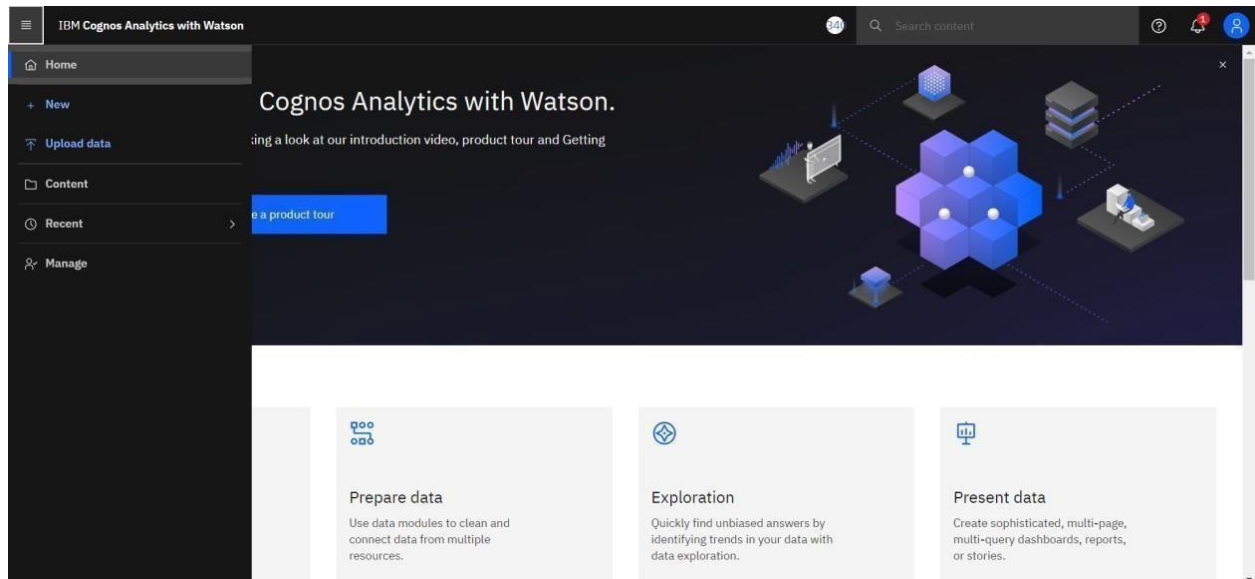 IBM Cognos Analytics with Watson
Search content
1
Home
New
Upload data
Content
Recent
Manage
Cognos Analytics with Watson.
king a look at our introduction video, product tour and Getting
e a product tour
Prepare data
Use data modules to clean and
connect data from multiple
resources.
Exploration
Quickly find unbiased answers by
identifying trends in your data with
data exploration.
Present data
Create sophisticated, multi-page,
multi-query dashboards, reports,
or stories.